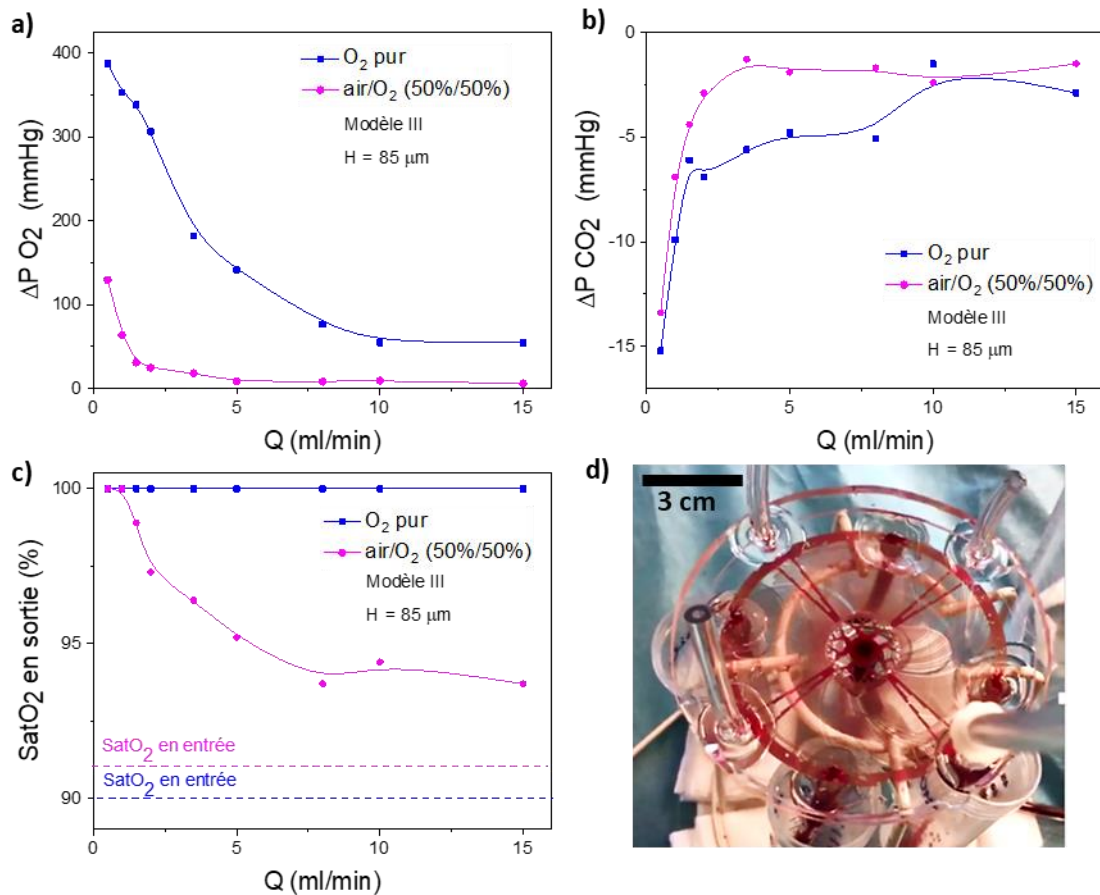 a)
400
300
200
100
0
ΔP O2 (mmHg)
O2 pur
air/O2 (50%/50%)
Modèle III
H = 85 μm
0
5
10
15
Q (ml/min)
b)
0
-5
-10
-15
ΔP CO2 (mmHg)
O2 pur
air/O2 (50%/50%)
Modèle III
H = 85 μm
0
5
10
15
Q (ml/min)
c)
100
95
90
SatO2 en sortie (%)
O2 pur
air/O2 (50%/50%)
Modèle III
H = 85 μm
SatO2 en entrée
SatO2 en entrée
0
5
10
15
Q (ml/min)
d)
3 cm